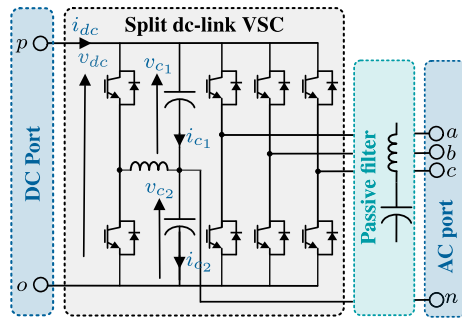 Split dc-link VSC
p
i_dc
v_dc
v_c1
i_c1
v_c2
i_c2
o
DC Port
Passive filter
AC port
a
b
c
n